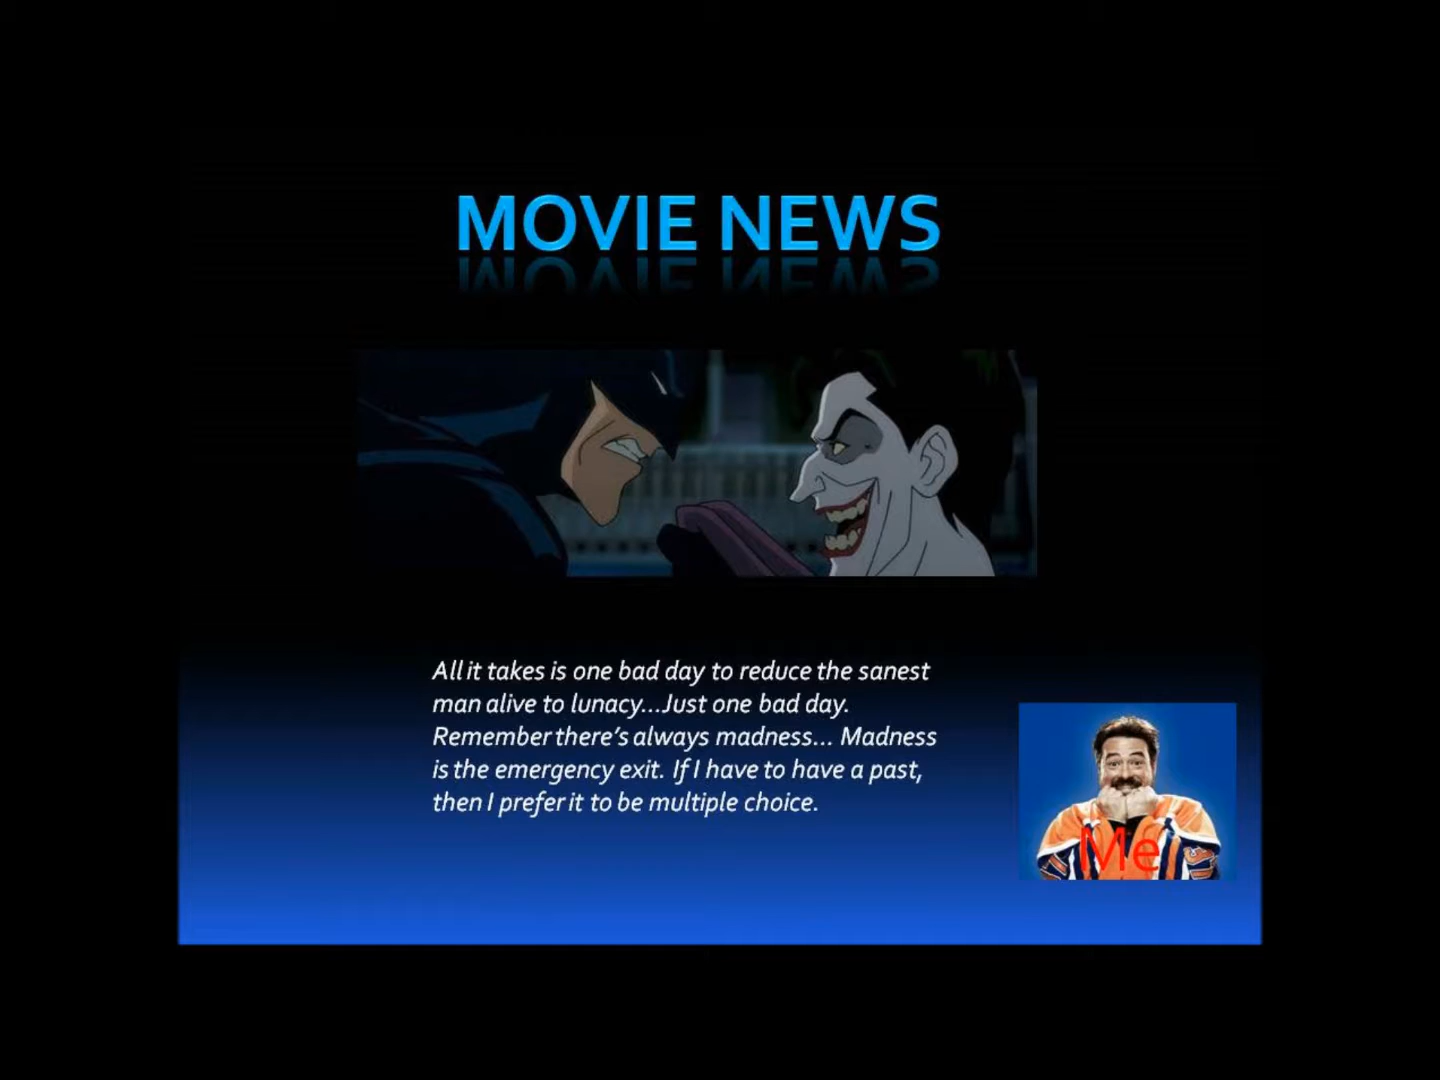 MOVIE NEWS
All it takes is one bad day to reduce the sanest
man alive to lunacy...Just one bad day.
Remember there's always madness... Madness
is the emergency exit. If I have to have a past,
then I prefer it to be multiple choice.
Me